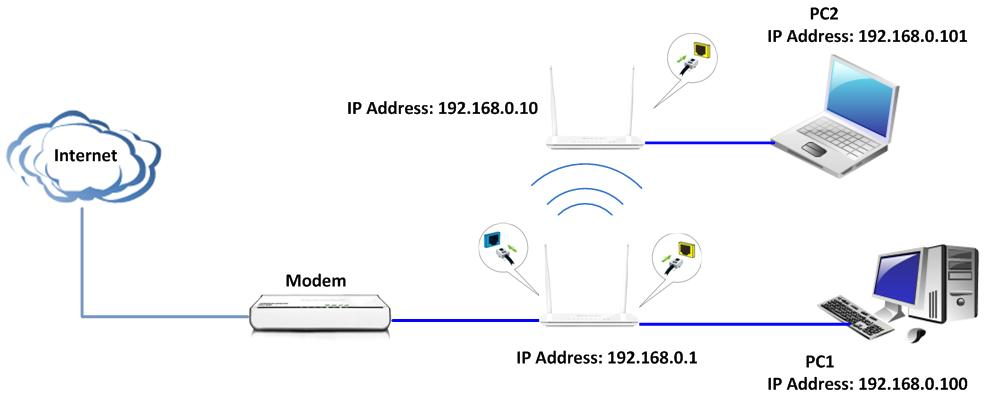 PC2
IP Address: 192.168.0.101
IP Address: 192.168.0.10
Internet
Modem
IP Address: 192.168.0.1
PC1
IP Address: 192.168.0.100